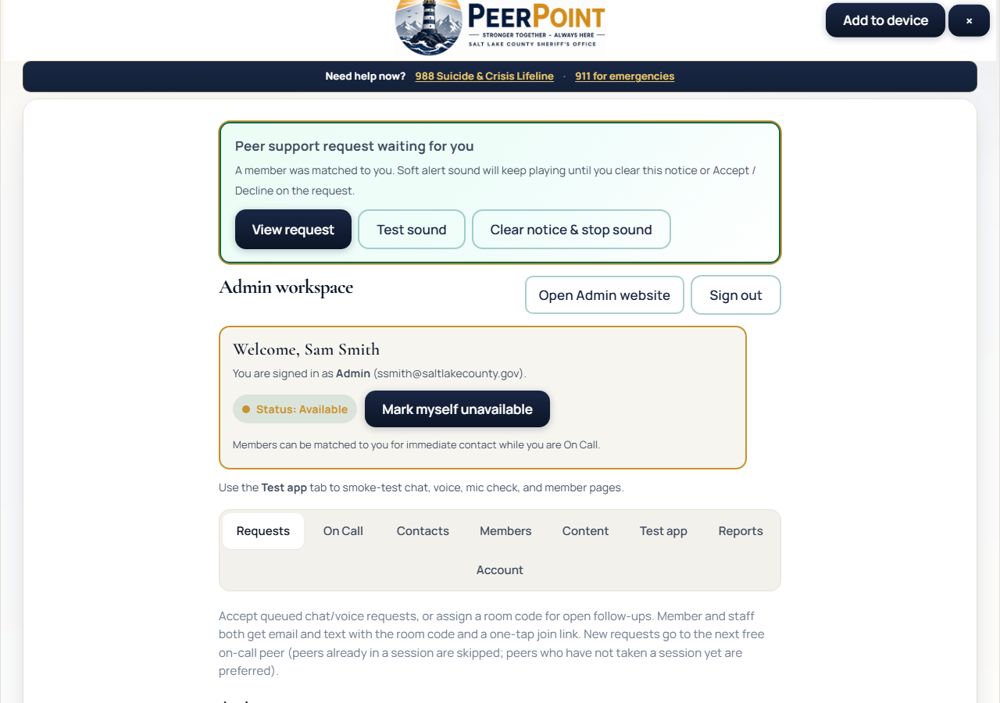 PEERPOINT
STRONGER TOGETHER – ALWAYS HERE
SALT LAKE COUNTY SHERIFF'S OFFICE
Add to device
×
Need help now? 988 Suicide & Crisis Lifeline · 911 for emergencies
Peer support request waiting for you
A member was matched to you. Soft alert sound will keep playing until you clear this notice or Accept /
Decline on the request.
View request
Test sound
Clear notice & stop sound
Admin workspace
Open Admin website
Sign out
Welcome, Sam Smith
You are signed in as Admin (ssmith@saltlakecounty.gov).
Status: Available
Mark myself unavailable
Members can be matched to you for immediate contact while you are On Call.
Use the Test app tab to smoke-test chat, voice, mic check, and member pages.
Requests
On Call
Contacts
Members
Content
Test app
Reports
Account
Accept queued chat/voice requests, or assign a room code for open follow-ups. Member and staff
both get email and text with the room code and a one-tap join link. New requests go to the next free
on-call peer (peers already in a session are skipped; peers who have not taken a session yet are
preferred).